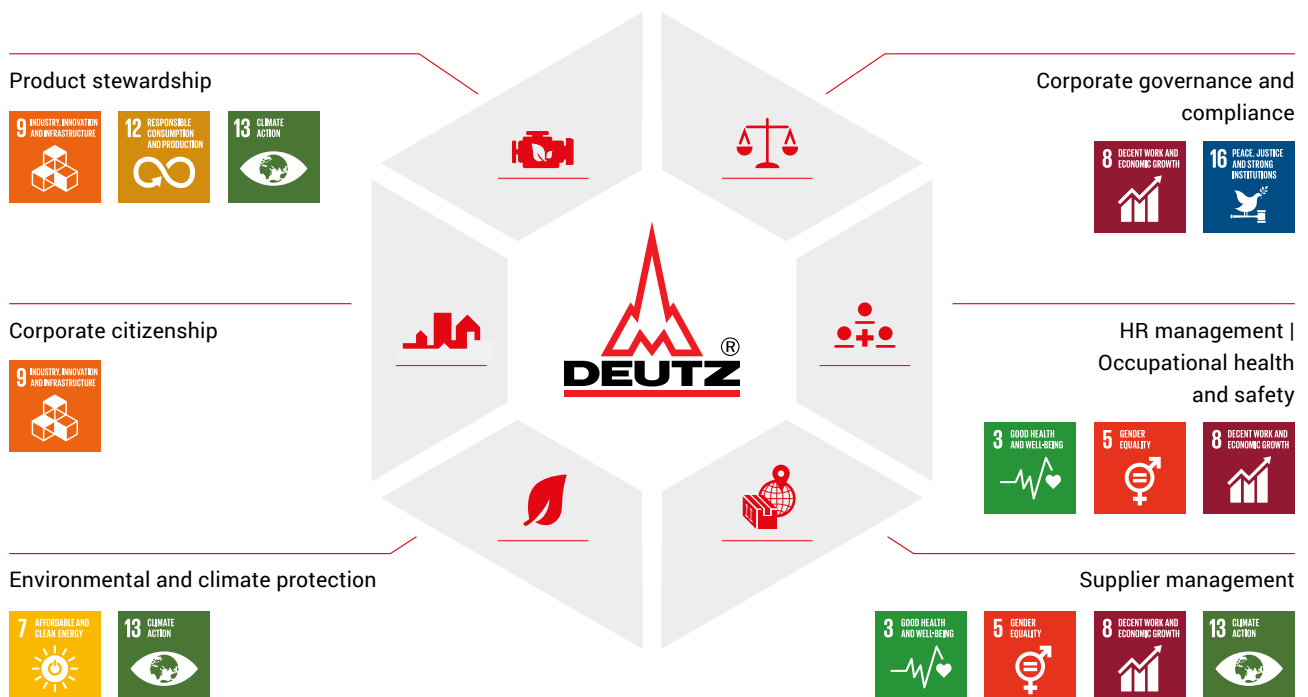 Product stewardship
9 INDUSTRY, INNOVATION
AND INFRASTRUCTURE
12 RESPONSIBLE
CONSUMPTION
AND PRODUCTION
13 CLIMATE
ACTION
Corporate governance and
compliance
8 DECENT WORK AND
ECONOMIC GROWTH
16 PEACE, JUSTICE
AND STRONG
INSTITUTIONS
Corporate citizenship
9 INDUSTRY, INNOVATION
AND INFRASTRUCTURE
DEUTZ ®
HR management |
Occupational health
and safety
3 GOOD HEALTH
AND WELL-BEING
5 GENDER
EQUALITY
8 DECENT WORK AND
ECONOMIC GROWTH
Environmental and climate protection
7 AFFORDABLE AND
CLEAN ENERGY
13 CLIMATE
ACTION
Supplier management
3 GOOD HEALTH
AND WELL-BEING
5 GENDER
EQUALITY
8 DECENT WORK AND
ECONOMIC GROWTH
13 CLIMATE
ACTION